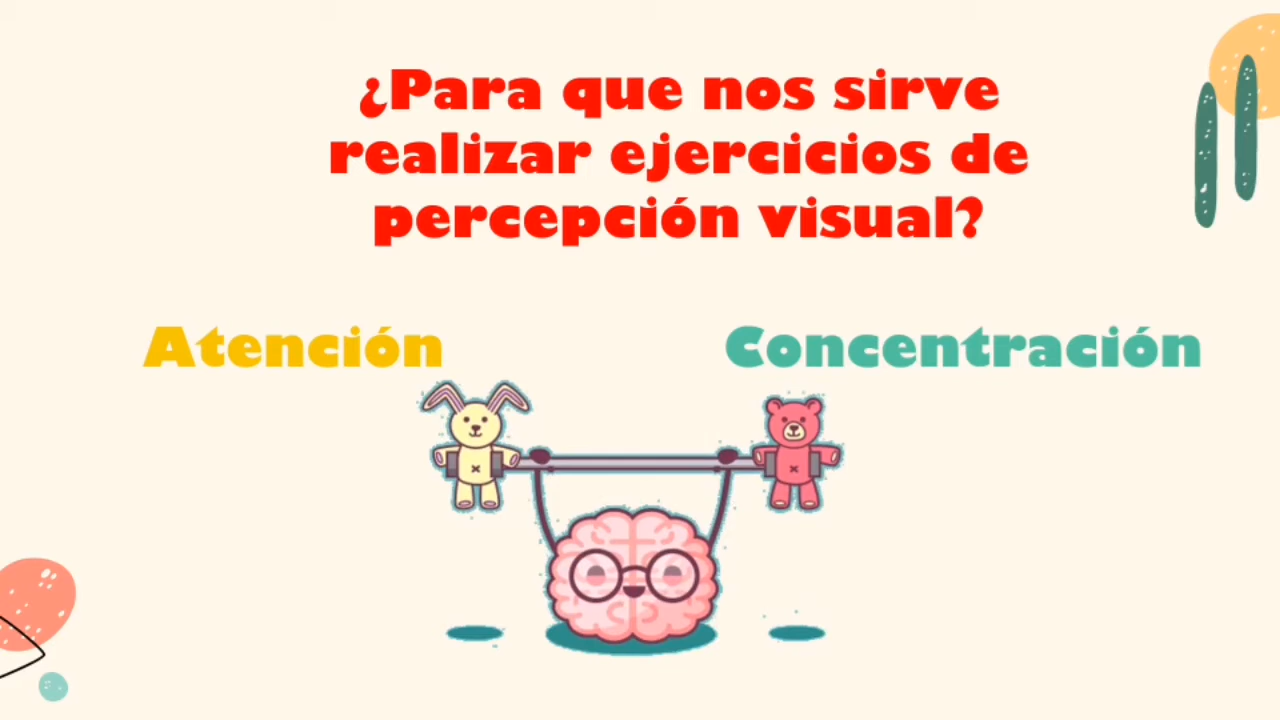 ¿Para que nos sirve
realizar ejercicios de
percepción visual?
Atención
Concentración